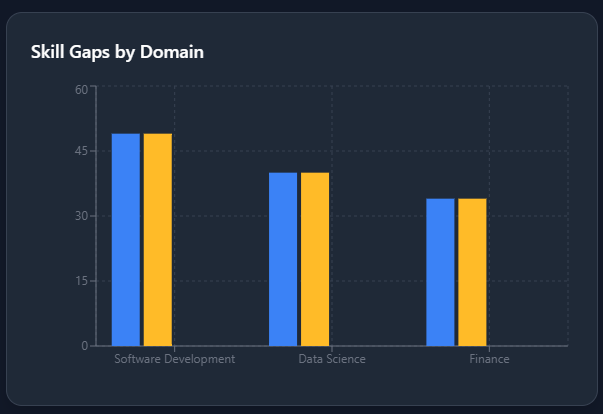 Skill Gaps by Domain
60
45
30
15
0
Software Development
Data Science
Finance